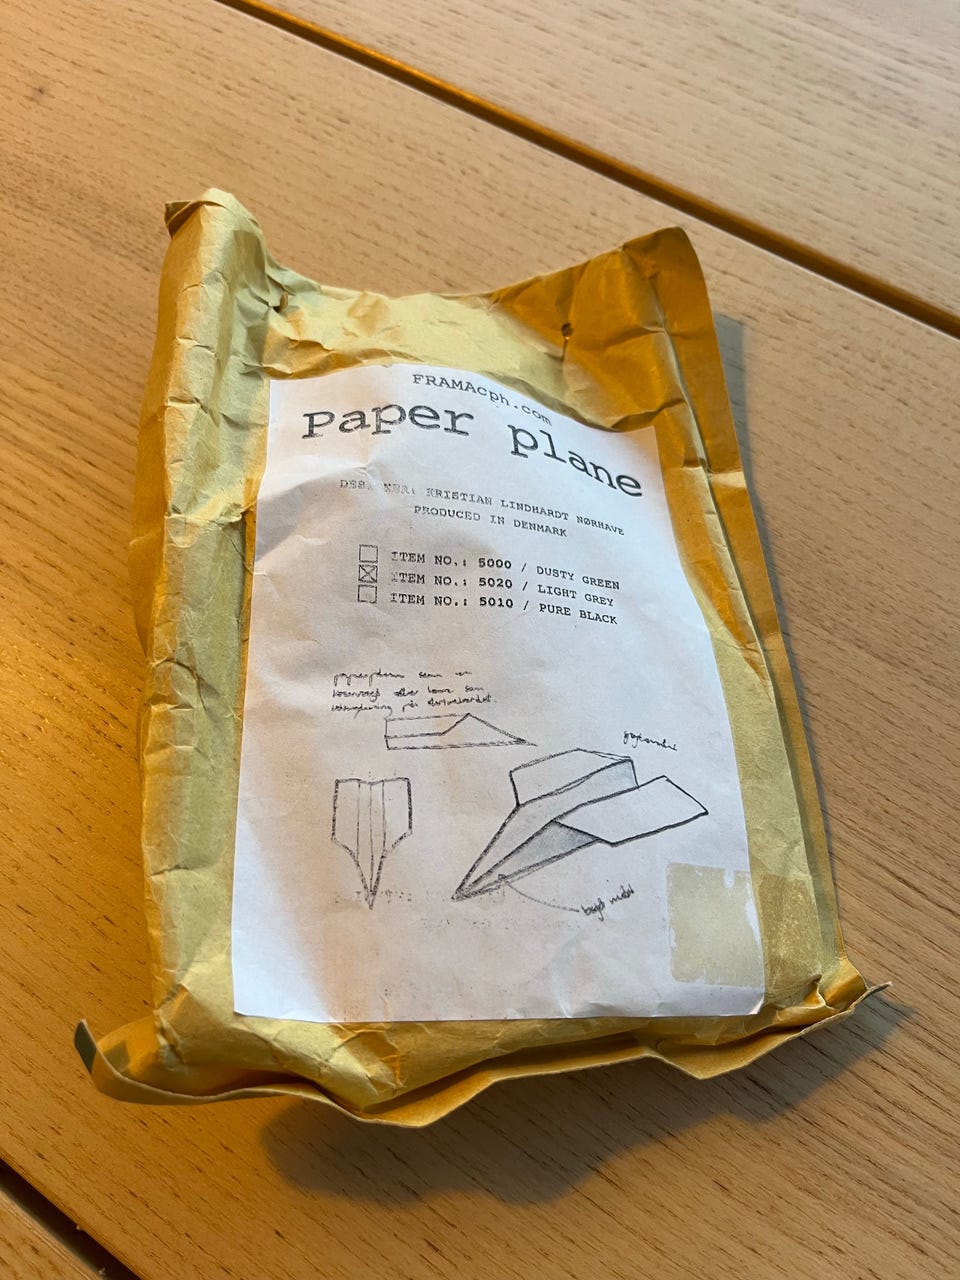 FRAMAcph.com
Paper plane
DESIGNER: KRISTIAN LINDHARDT NØRHAVE
PRODUCED IN DENMARK
ITEM NO.: 5000 / DUSTY GREEN
ITEM NO.: 5020 / LIGHT GREY
ITEM NO.: 5010 / PURE BLACK